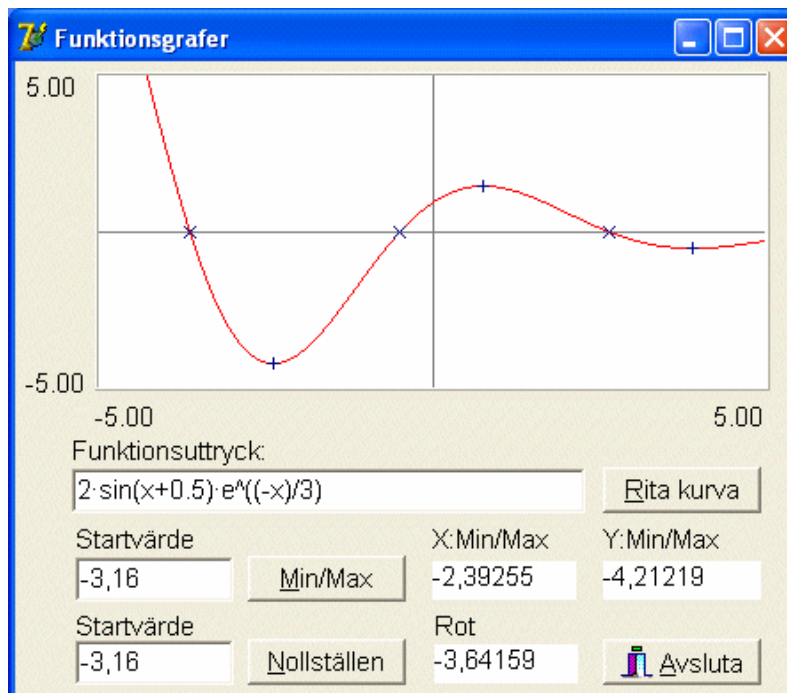 Funktionsgrafer
5.00
-5.00
-5.00 5.00
Funktionsuttryck:
2·sin(x+0.5)·e^((-x)/3) Rita kurva
Startvärde X:Min/Max Y:Min/Max
-3,16 Min/Max -2,39255 -4,21219
Startvärde Rot
-3,16 Nollställen -3,64159 Avsluta